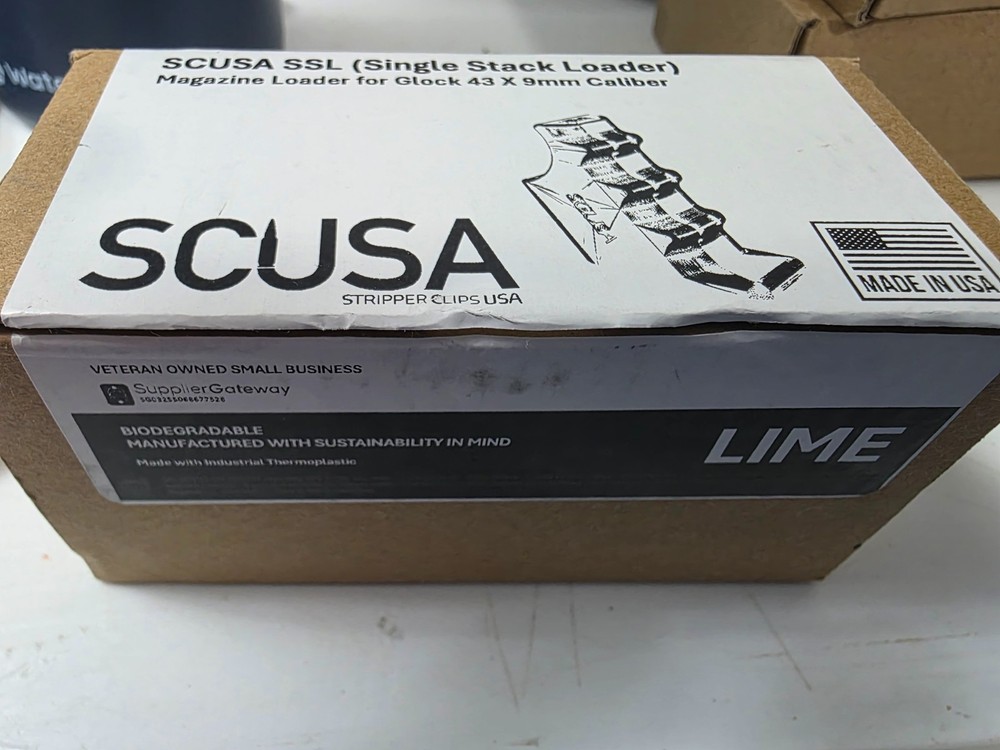 SCUSA SSL (Single Stack Loader)
Magazine Loader for Glock 43 X 9mm Caliber
SCUSA
STRIPPER CLIPS USA
MADE IN USA
VETERAN OWNED SMALL BUSINESS
SupplierGateway
BIODEGRADABLE
MANUFACTURED WITH SUSTAINABILITY IN MIND
Made with Industrial Thermoplastic
LIME